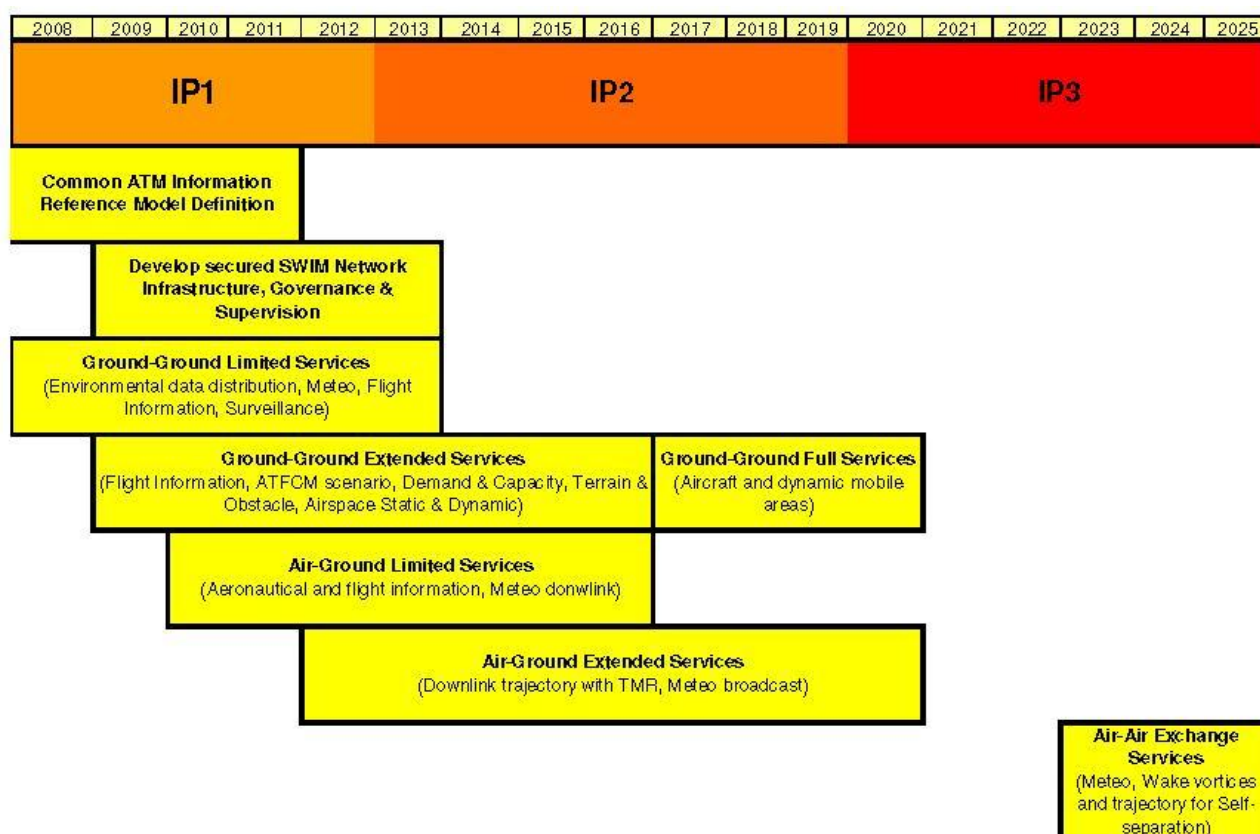 2008 2009 2010 2011 2012 2013 2014 2015 2016 2017 2018 2019 2020 2021 2022 2023 2024 2025
IP1 IP2 IP3
Common ATM Information
Reference Model Definition
Develop secured SWIM Network
Infrastructure, Governance &
Supervision
Ground-Ground Limited Services
(Environmental data distribution, Meteo, Flight
Information, Surveillance)
Ground-Ground Extended Services
(Flight Information, ATFCM scenario, Demand & Capacity, Terrain &
Obstacle, Airspace Static & Dynamic)
Ground-Ground Full Services
(Aircraft and dynamic mobile
areas)
Air-Ground Limited Services
(Aeronautical and flight information, Meteo donwlink)
Air-Ground Extended Services
(Downlink trajectory with TMR, Meteo broadcast)
Air-Air Exchange
Services
(Meteo, Wake vortices
and trajectory for Self-
separation)